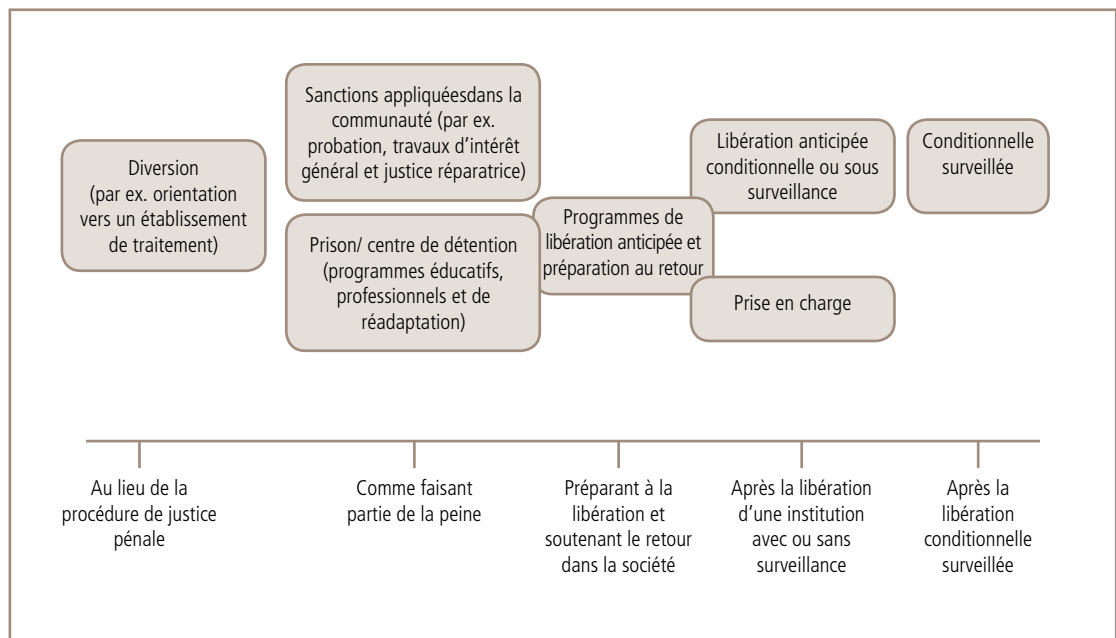 Diversion
(par ex. orientation
vers un établissement
de traitement)
Sanctions appliquéesdans la
communauté (par ex.
probation, travaux d’intérêt
général et justice réparatrice)
Prison/ centre de détention
(programmes éducatifs,
professionnels et de
réadaptation)
Programmes de
libération anticipée et
préparation au retour
Libération anticipée
conditionnelle ou sous
surveillance
Prise en charge
Conditionnelle
surveillée
Au lieu de la
procédure de justice
pénale
Comme faisant
partie de la peine
Préparant à la
libération et
soutenant le retour
dans la société
Après la libération
d’une institution
avec ou sans
surveillance
Après la
libération
conditionnelle
surveillée